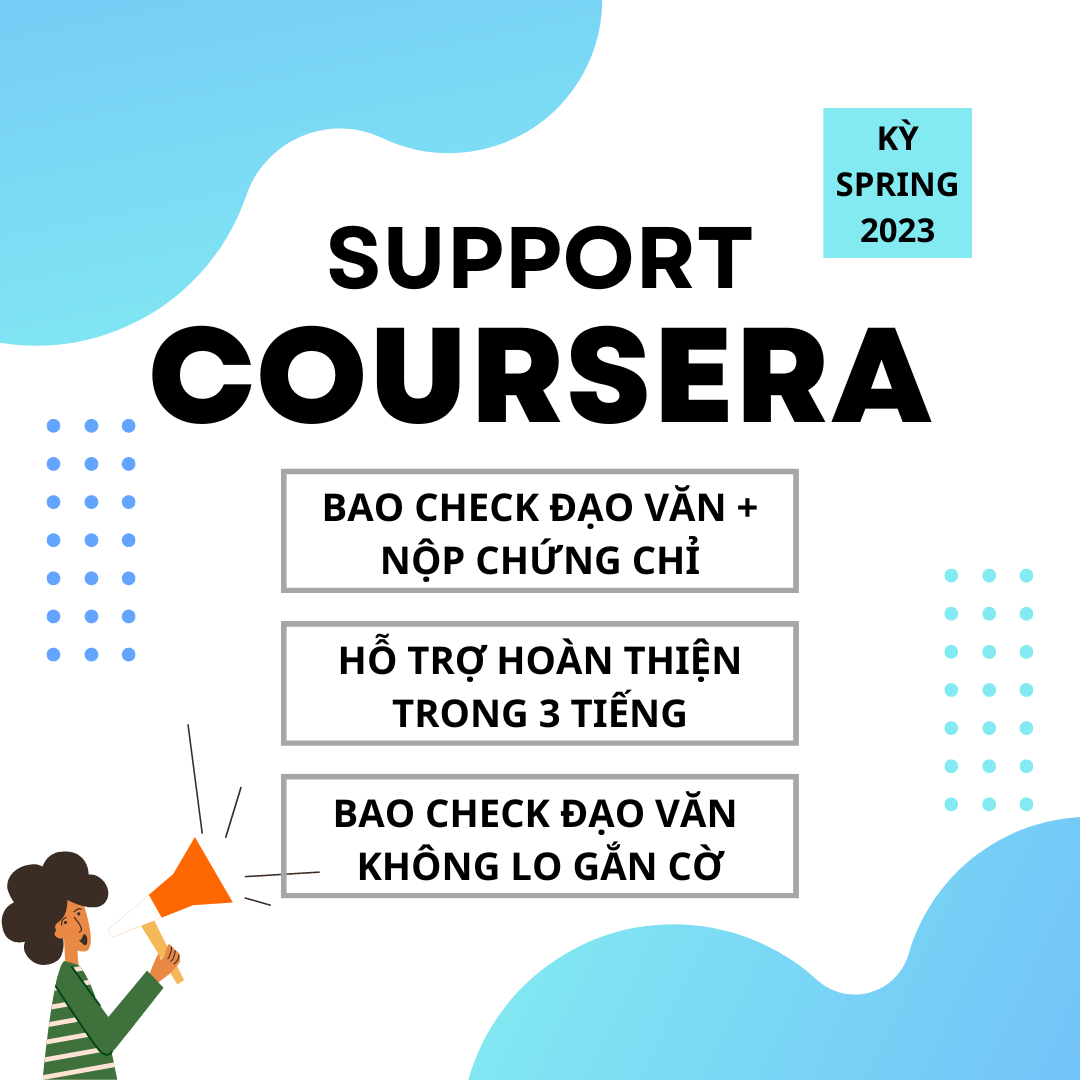 KỲ
SPRING
2023
SUPPORT
COURSERA
BAO CHECK ĐẠO VĂN +
NỘP CHỨNG CHỈ
HỖ TRỢ HOÀN THIỆN
TRONG 3 TIẾNG
BAO CHECK ĐẠO VĂN
KHÔNG LO GẮN CỜ